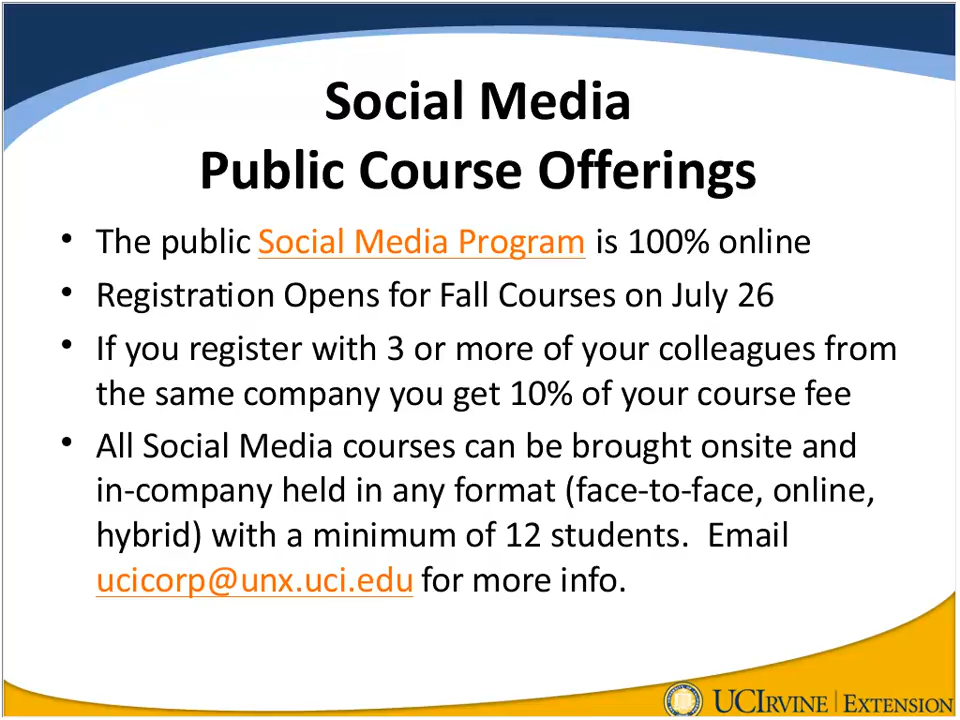 Social Media
Public Course Offerings
• The public Social Media Program is 100% online
• Registration Opens for Fall Courses on July 26
• If you register with 3 or more of your colleagues from
the same company you get 10% of your course fee
• All Social Media courses can be brought onsite and
in-company held in any format (face-to-face, online,
hybrid) with a minimum of 12 students.  Email
ucicorp@unx.uci.edu for more info.
UCIRVINE | EXTENSION